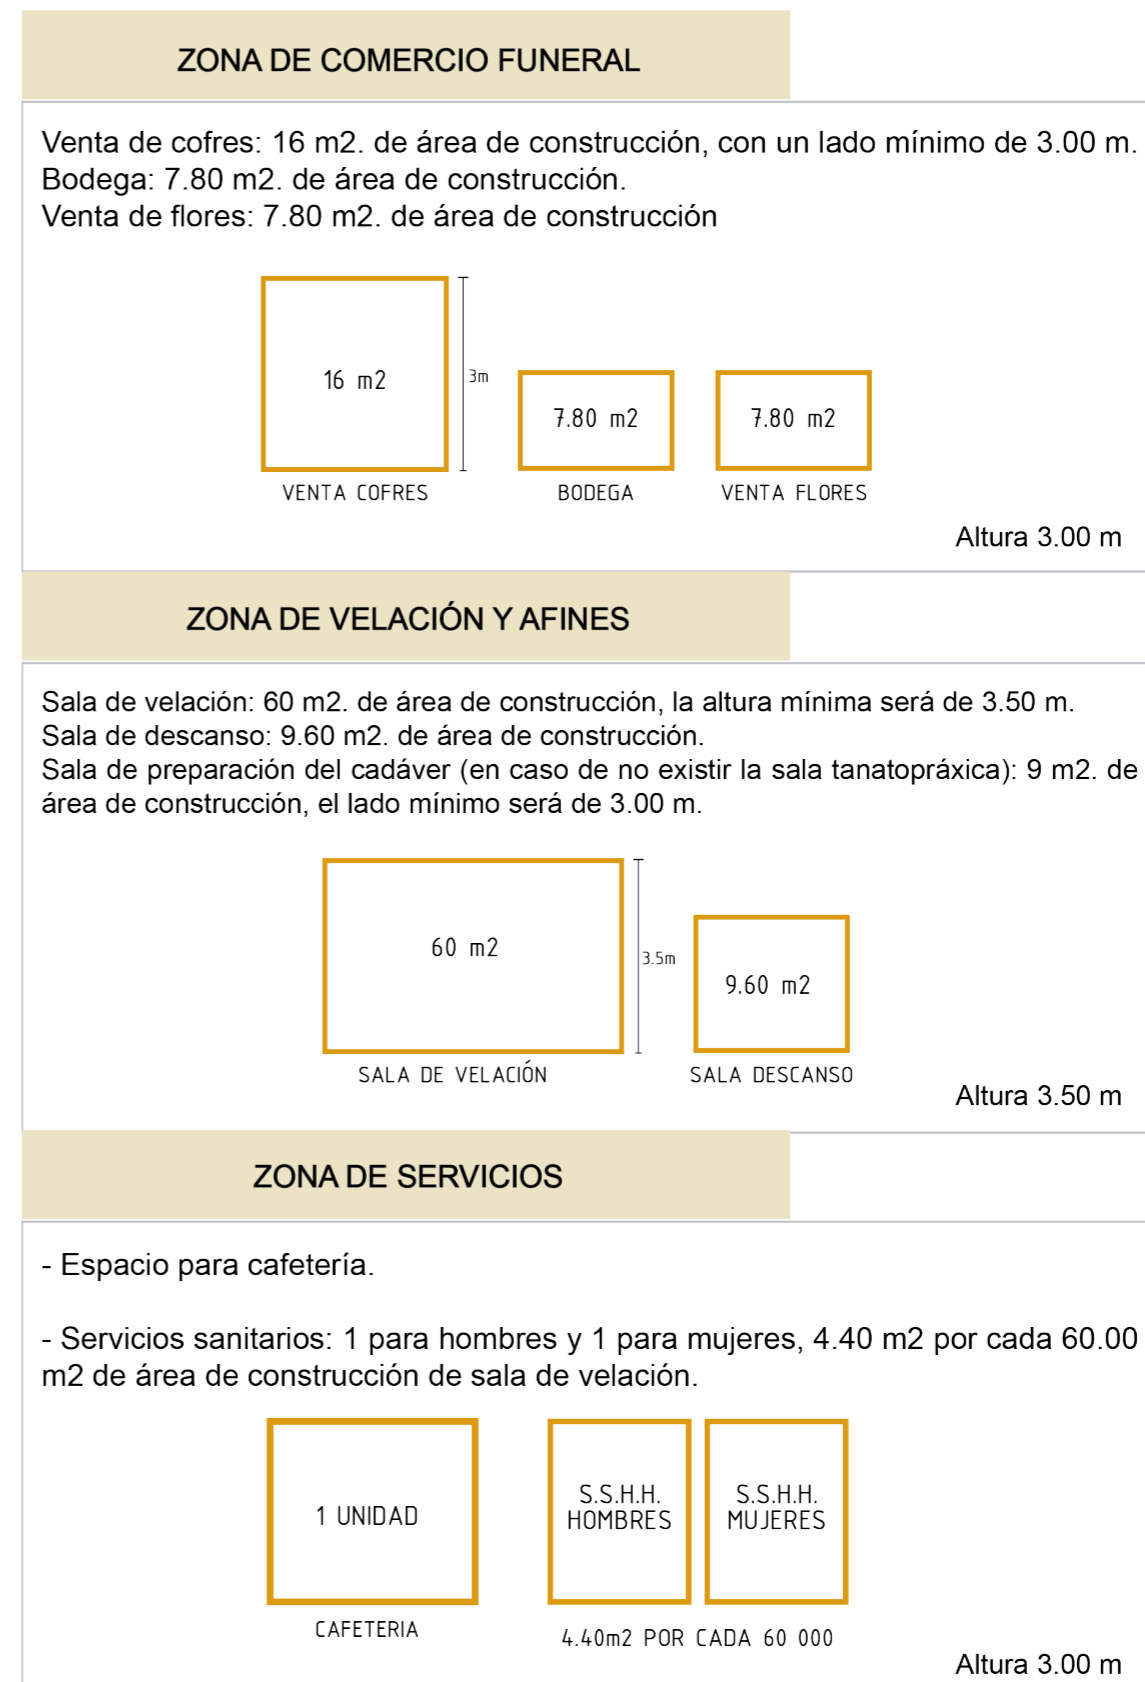 ZONA DE COMERCIO FUNERAL
Venta de cofres: 16 m2. de área de construcción, con un lado mínimo de 3.00 m.
Bodega: 7.80 m2. de área de construcción.
Venta de flores: 7.80 m2. de área de construcción
16 m2
3m
7.80 m2
7.80 m2
VENTA COFRES
BODEGA
VENTA FLORES
Altura 3.00 m
ZONA DE VELACIÓN Y AFINES
Sala de velación: 60 m2. de área de construcción, la altura mínima será de 3.50 m.
Sala de descanso: 9.60 m2. de área de construcción.
Sala de preparación del cadáver (en caso de no existir la sala tanatopráxica): 9 m2. de
área de construcción, el lado mínimo será de 3.00 m.
60 m2
3.5m
9.60 m2
SALA DE VELACIÓN
SALA DESCANSO
Altura 3.50 m
ZONA DE SERVICIOS
- Espacio para cafetería.
- Servicios sanitarios: 1 para hombres y 1 para mujeres, 4.40 m2 por cada 60.00
m2 de área de construcción de sala de velación.
1 UNIDAD
S.S.H.H.
HOMBRES
S.S.H.H.
MUJERES
CAFETERIA
4.40m2 POR CADA 60 000
Altura 3.00 m